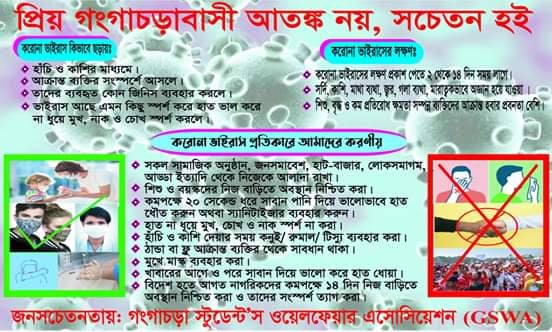 প্রিয় গংগাচড়াবাসী আতঙ্ক নয়, সচেতন হই
করোনা ভাইরাস কিভাবে ছড়ায়ঃ
হাঁচি ও কাশির মাধ্যমে।
আক্রান্ত ব্যক্তির সংস্পর্শে আসলে।
তাদের ব্যবহৃত কোন জিনিস ব্যবহার করলে।
ভাইরাস আছে এমন কিছু স্পর্শ করে হাত ভাল করে
না ধুয়ে মুখ, নাক ও চোখ স্পর্শ করলে।
করোনা ভাইরাসের লক্ষণঃ
করোনা ভাইরাসের লক্ষণ প্রকাশ পেতে ২ থেকে ১৪ দিন সময় লাগে।
সর্দি, কাশি, মাথা ব্যথা, জ্বর, গলা ব্যথা, মারাত্মকভাবে অজ্ঞান হয়ে যাওয়া।
শিশু, বৃদ্ধ ও কম প্রতিরোধ ক্ষমতা সম্পন্ন ব্যক্তিদের আক্রান্ত হবার প্রবনতা বেশি।
করোনা ভাইরাস প্রতিকারে আমাদের করণীয়
সকল সামাজিক অনুষ্ঠান, জনসমাবেশ, হাট-বাজার, লোকসমাগম,
আড্ডা ইত্যাদি থেকে নিজেকে আলাদা রাখা।
শিশু ও বয়স্কদের নিজ বাড়িতে অবস্থান নিশ্চিত করা।
কমপক্ষে ২০ সেকেন্ড ধরে সাবান পানি দিয়ে ভালোভাবে হাত
ধৌত করুন অথবা স্যানিটাইজার ব্যবহার করুন।
হাত না ধুয়ে মুখ, চোখ ও নাক স্পর্শ না করা।
হাঁচি ও কাশি দেয়ার সময় কনুই/ রুমাল/ টিস্যু ব্যবহার করা।
ঠান্ডা বা ফ্লু আক্রান্ত ব্যক্তি থেকে সাবধান থাকা।
মুখে মাস্ক ব্যবহার করা।
খাবারের আগে ও পরে সাবান দিয়ে ভালো করে হাত ধোয়া।
বিদেশ হতে আগত নাগরিকদের কমপক্ষে ১৪ দিন নিজ বাড়িতে
অবস্থান নিশ্চিত করা ও তাদের সংস্পর্শ ত্যাগ করা।
জনসচেতনতায়: গংগাচড়া স্টুডেন্ট'স ওয়েলফেয়ার এসোসিয়েশন (GSWA)